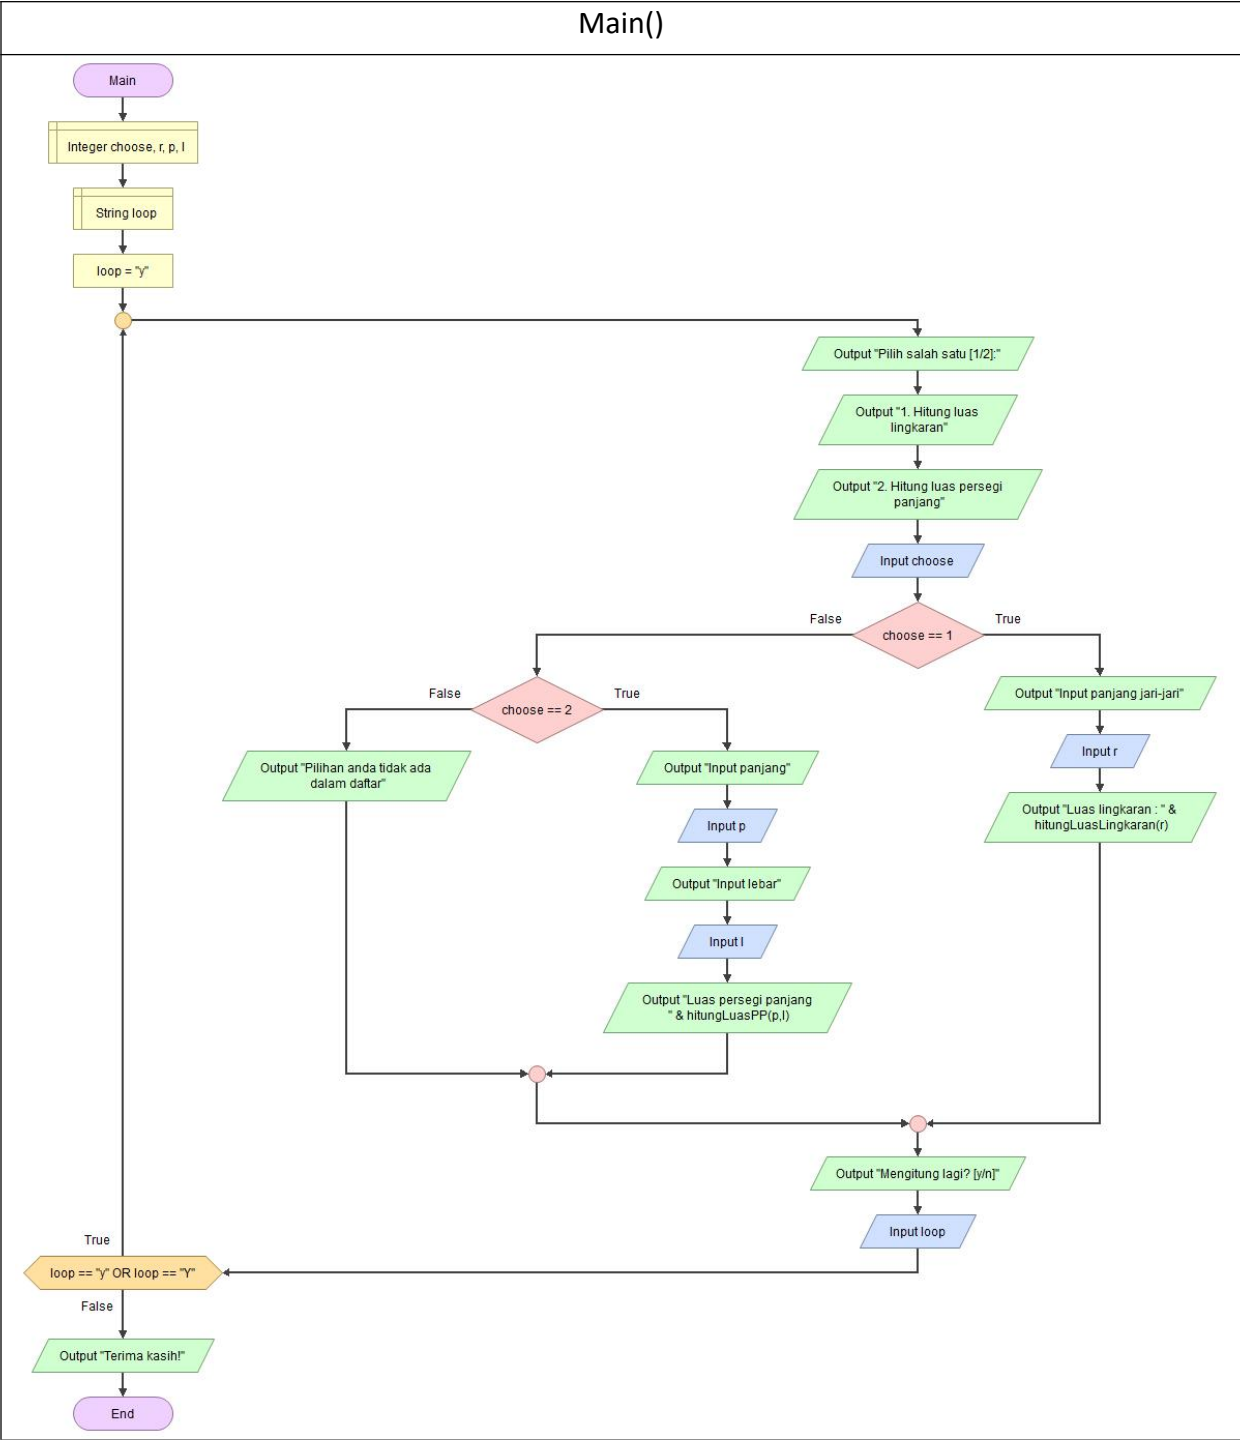 Main()
Main
Integer choose, r, p, l
String loop
loop = "y"
Output "Pilih salah satu [1/2]:"
Output "1. Hitung luas
lingkaran"
Output "2. Hitung luas persegi
panjang"
Input choose
False
choose == 1
True
False
choose == 2
True
Output "Pilihan anda tidak ada
dalam daftar"
Output "Input panjang"
Input p
Output "Input lebar"
Input l
Output "Luas persegi panjang
" & hitungLuasPP(p,l)
Output "Input panjang jari-jari"
Input r
Output "Luas lingkaran : " &
hitungLuasLingkaran(r)
Output "Mengitung lagi? [y/n]"
Input loop
True
loop == "y" OR loop == "Y"
False
Output "Terima kasih!"
End